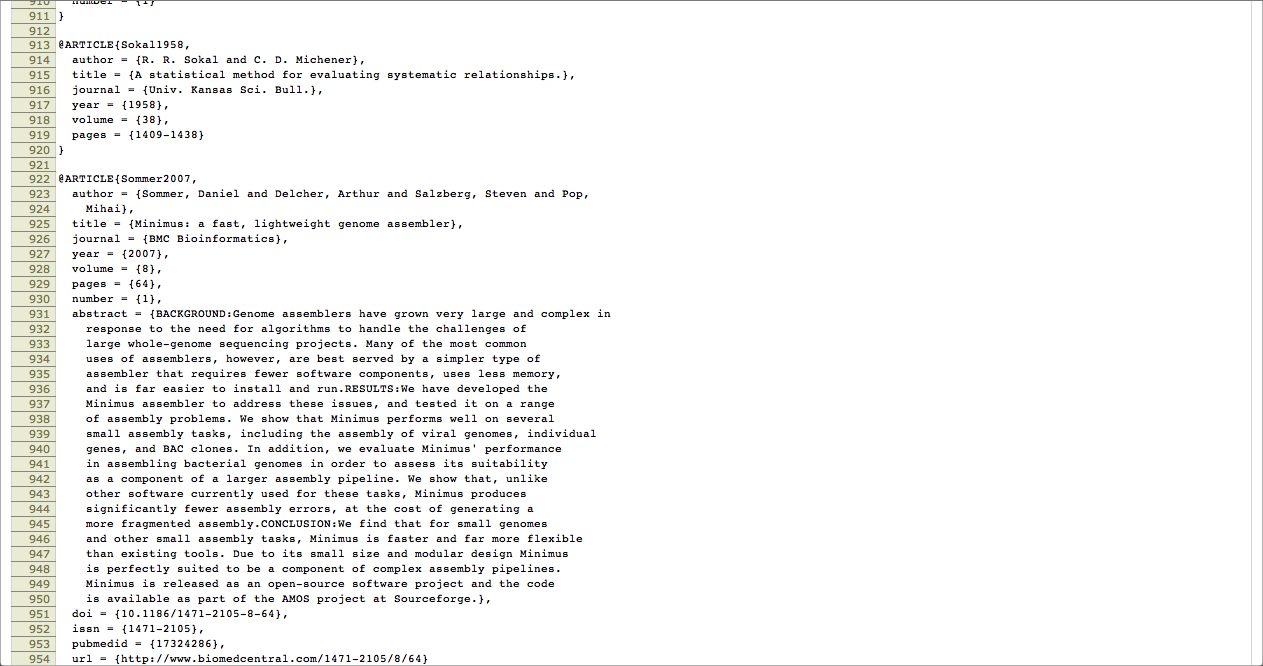 910   number = {1}
911 }
912
913 @ARTICLE{Sokal1958,
914   author = {R. R. Sokal and C. D. Michener},
915   title = {A statistical method for evaluating systematic relationships.},
916   journal = {Univ. Kansas Sci. Bull.},
917   year = {1958},
918   volume = {38},
919   pages = {1409-1438}
920 }
921
922 @ARTICLE{Sommer2007,
923   author = {Sommer, Daniel and Delcher, Arthur and Salzberg, Steven and Pop,
924     Mihai},
925   title = {Minimus: a fast, lightweight genome assembler},
926   journal = {BMC Bioinformatics},
927   year = {2007},
928   volume = {8},
929   pages = {64},
930   number = {1},
931   abstract = {BACKGROUND:Genome assemblers have grown very large and complex in
932     response to the need for algorithms to handle the challenges of
933     large whole-genome sequencing projects. Many of the most common
934     uses of assemblers, however, are best served by a simpler type of
935     assembler that requires fewer software components, uses less memory,
936     and is far easier to install and run.RESULTS:We have developed the
937     Minimus assembler to address these issues, and tested it on a range
938     of assembly problems. We show that Minimus performs well on several
939     small assembly tasks, including the assembly of viral genomes, individual
940     genes, and BAC clones. In addition, we evaluate Minimus' performance
941     in assembling bacterial genomes in order to assess its suitability
942     as a component of a larger assembly pipeline. We show that, unlike
943     other software currently used for these tasks, Minimus produces
944     significantly fewer assembly errors, at the cost of generating a
945     more fragmented assembly.CONCLUSION:We find that for small genomes
946     and other small assembly tasks, Minimus is faster and far more flexible
947     than existing tools. Due to its small size and modular design Minimus
948     is perfectly suited to be a component of complex assembly pipelines.
949     Minimus is released as an open-source software project and the code
950     is available as part of the AMOS project at Sourceforge.},
951   doi = {10.1186/1471-2105-8-64},
952   issn = {1471-2105},
953   pubmedid = {17324286},
954   url = {http://www.biomedcentral.com/1471-2105/8/64}